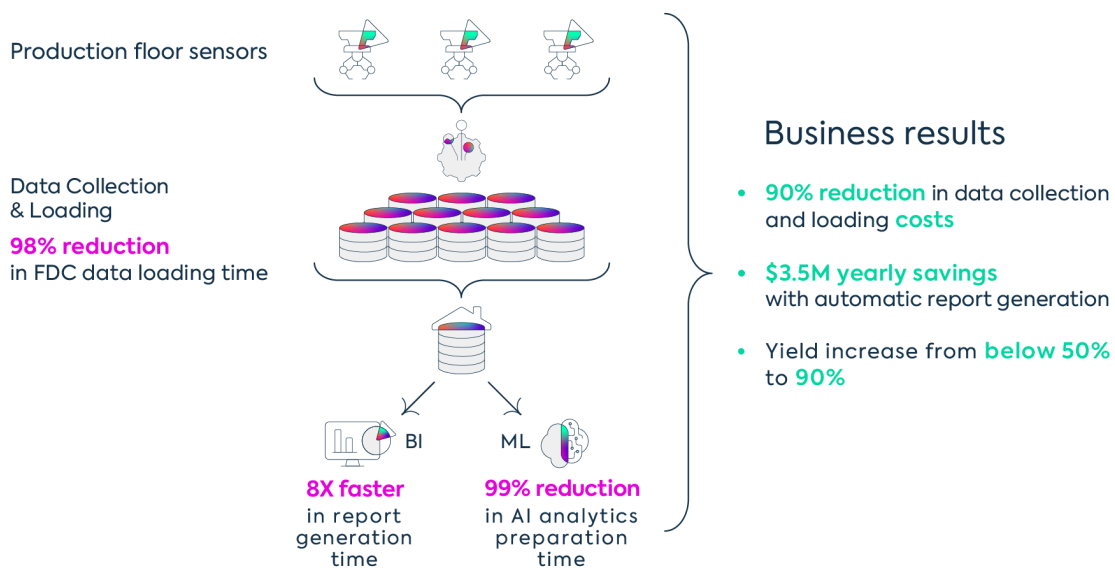 Production floor sensors
Data Collection
& Loading
98% reduction
in FDC data loading time
BI
ML
8X faster
in report
generation
time
99% reduction
in AI analytics
preparation
time
Business results
• 90% reduction in data collection
and loading costs
• $3.5M yearly savings
with automatic report generation
• Yield increase from below 50%
to 90%